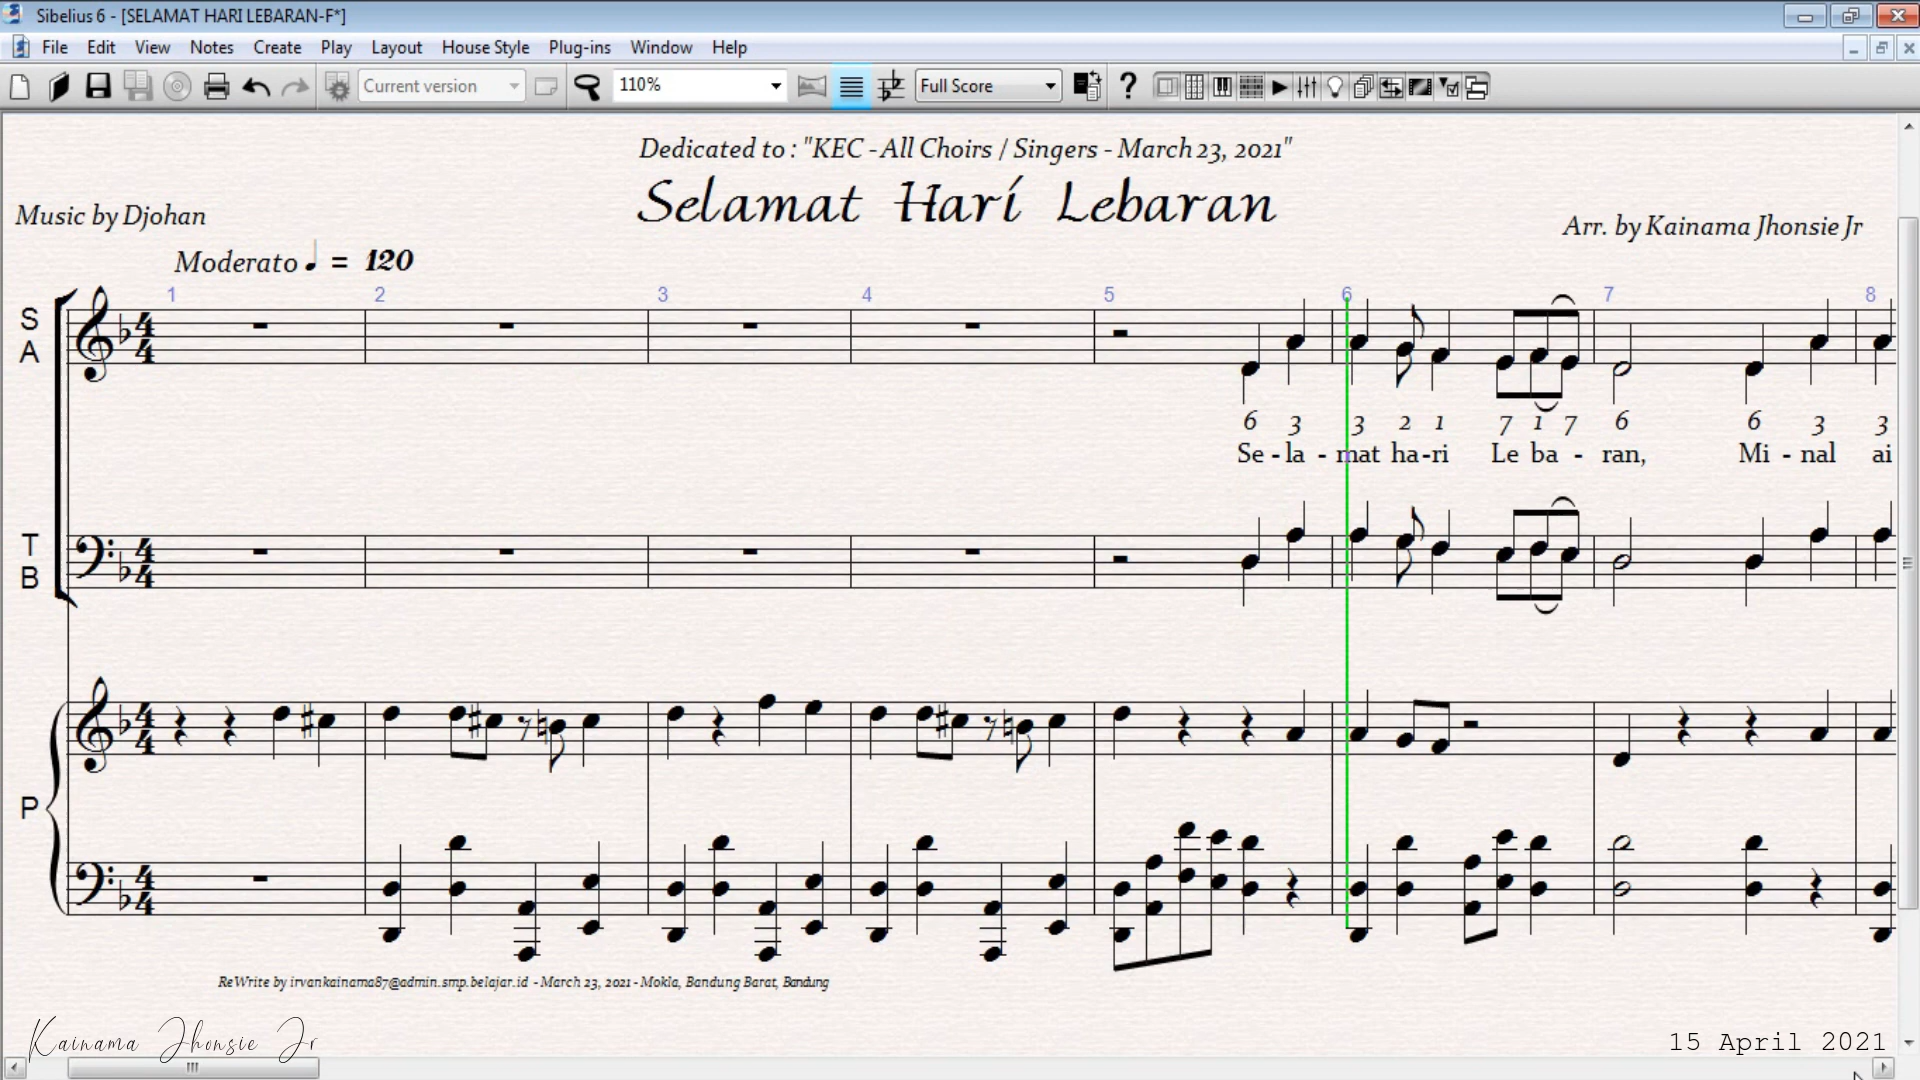 Sibelius 6 - [SELAMAT HARI LEBARAN-F*]
File Edit View Notes Create Play Layout House Style Plug-ins Window Help
Current version 110% Full Score
Dedicated to : "KEC - All Choirs / Singers - March 23, 2021"
Selamat Hari Lebaran
Music by Djohan
Arr. by Kainama Jhonsie Jr
Moderato ♩ = 120
1 2 3 4 5 6 7 8
S
A
6 3 3 2 1 7 1 7 6 6 3 3
Se - la - mat ha-ri Le ba - ran, Mi - nal ai
T
B
P
ReWrite by irvankainama87@admin.smp.belajar.id - March 23, 2021 - Mokla, Bandung Barat, Bandung
Kainama Jhonsie Jr
15 April 2021